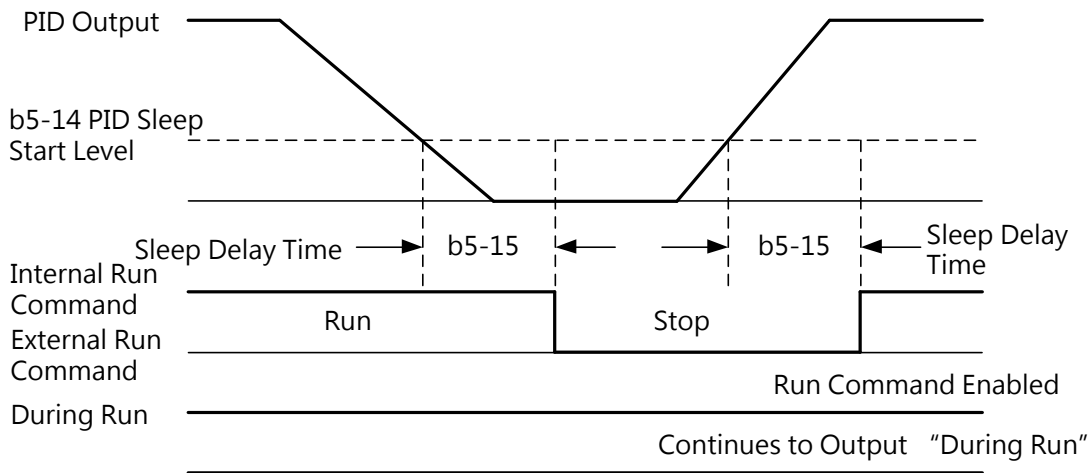 PID Output
b5-14 PID Sleep
Start Level
Sleep Delay Time
b5-15
b5-15
Sleep Delay
Time
Internal Run
Command
Run
Stop
External Run
Command
Run Command Enabled
During Run
Continues to Output “During Run”